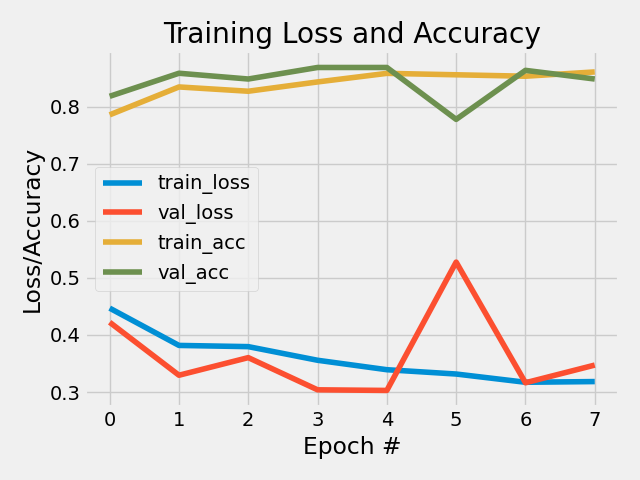 Training Loss and Accuracy
Loss/Accuracy
0.8
0.7
0.6
0.5
0.4
0.3
train_loss
val_loss
train_acc
val_acc
0 1 2 3 4 5 6 7
Epoch #